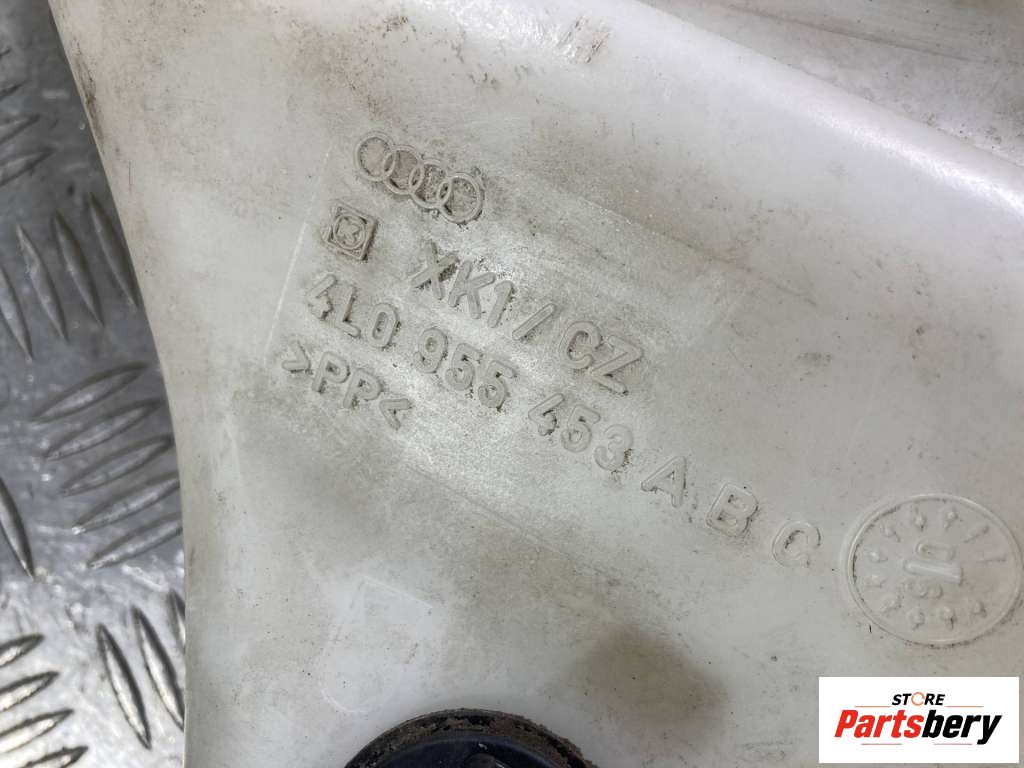 XK1/CZ
4L0 955 453 A B C
>PP<
STORE
Partsbery